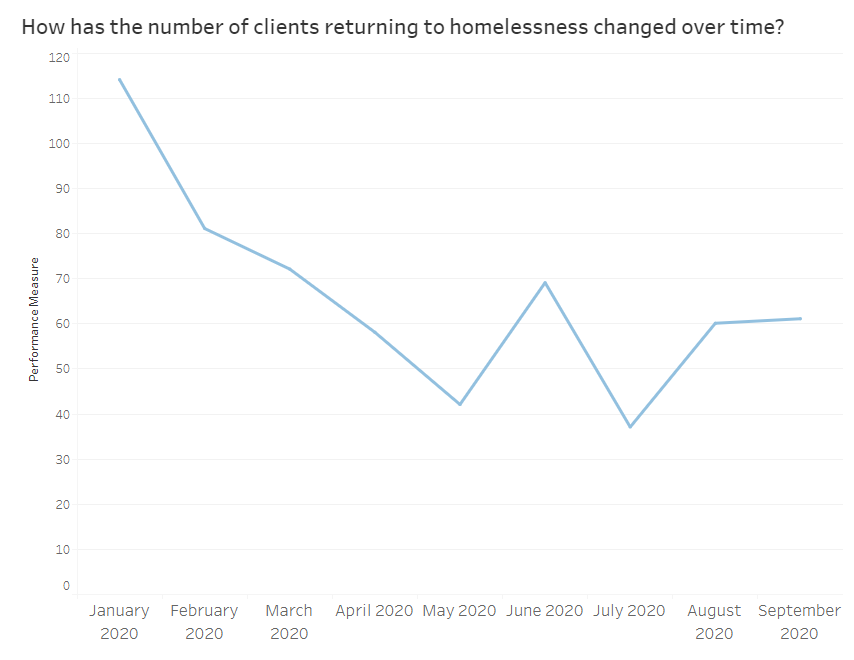 How has the number of clients returning to homelessness changed over time?
120
110
100
90
80
70
60
50
40
30
20
10
0
Performance Measure
January
2020
February
2020
March
2020
April 2020
May 2020
June 2020
July 2020
August
2020
September
2020